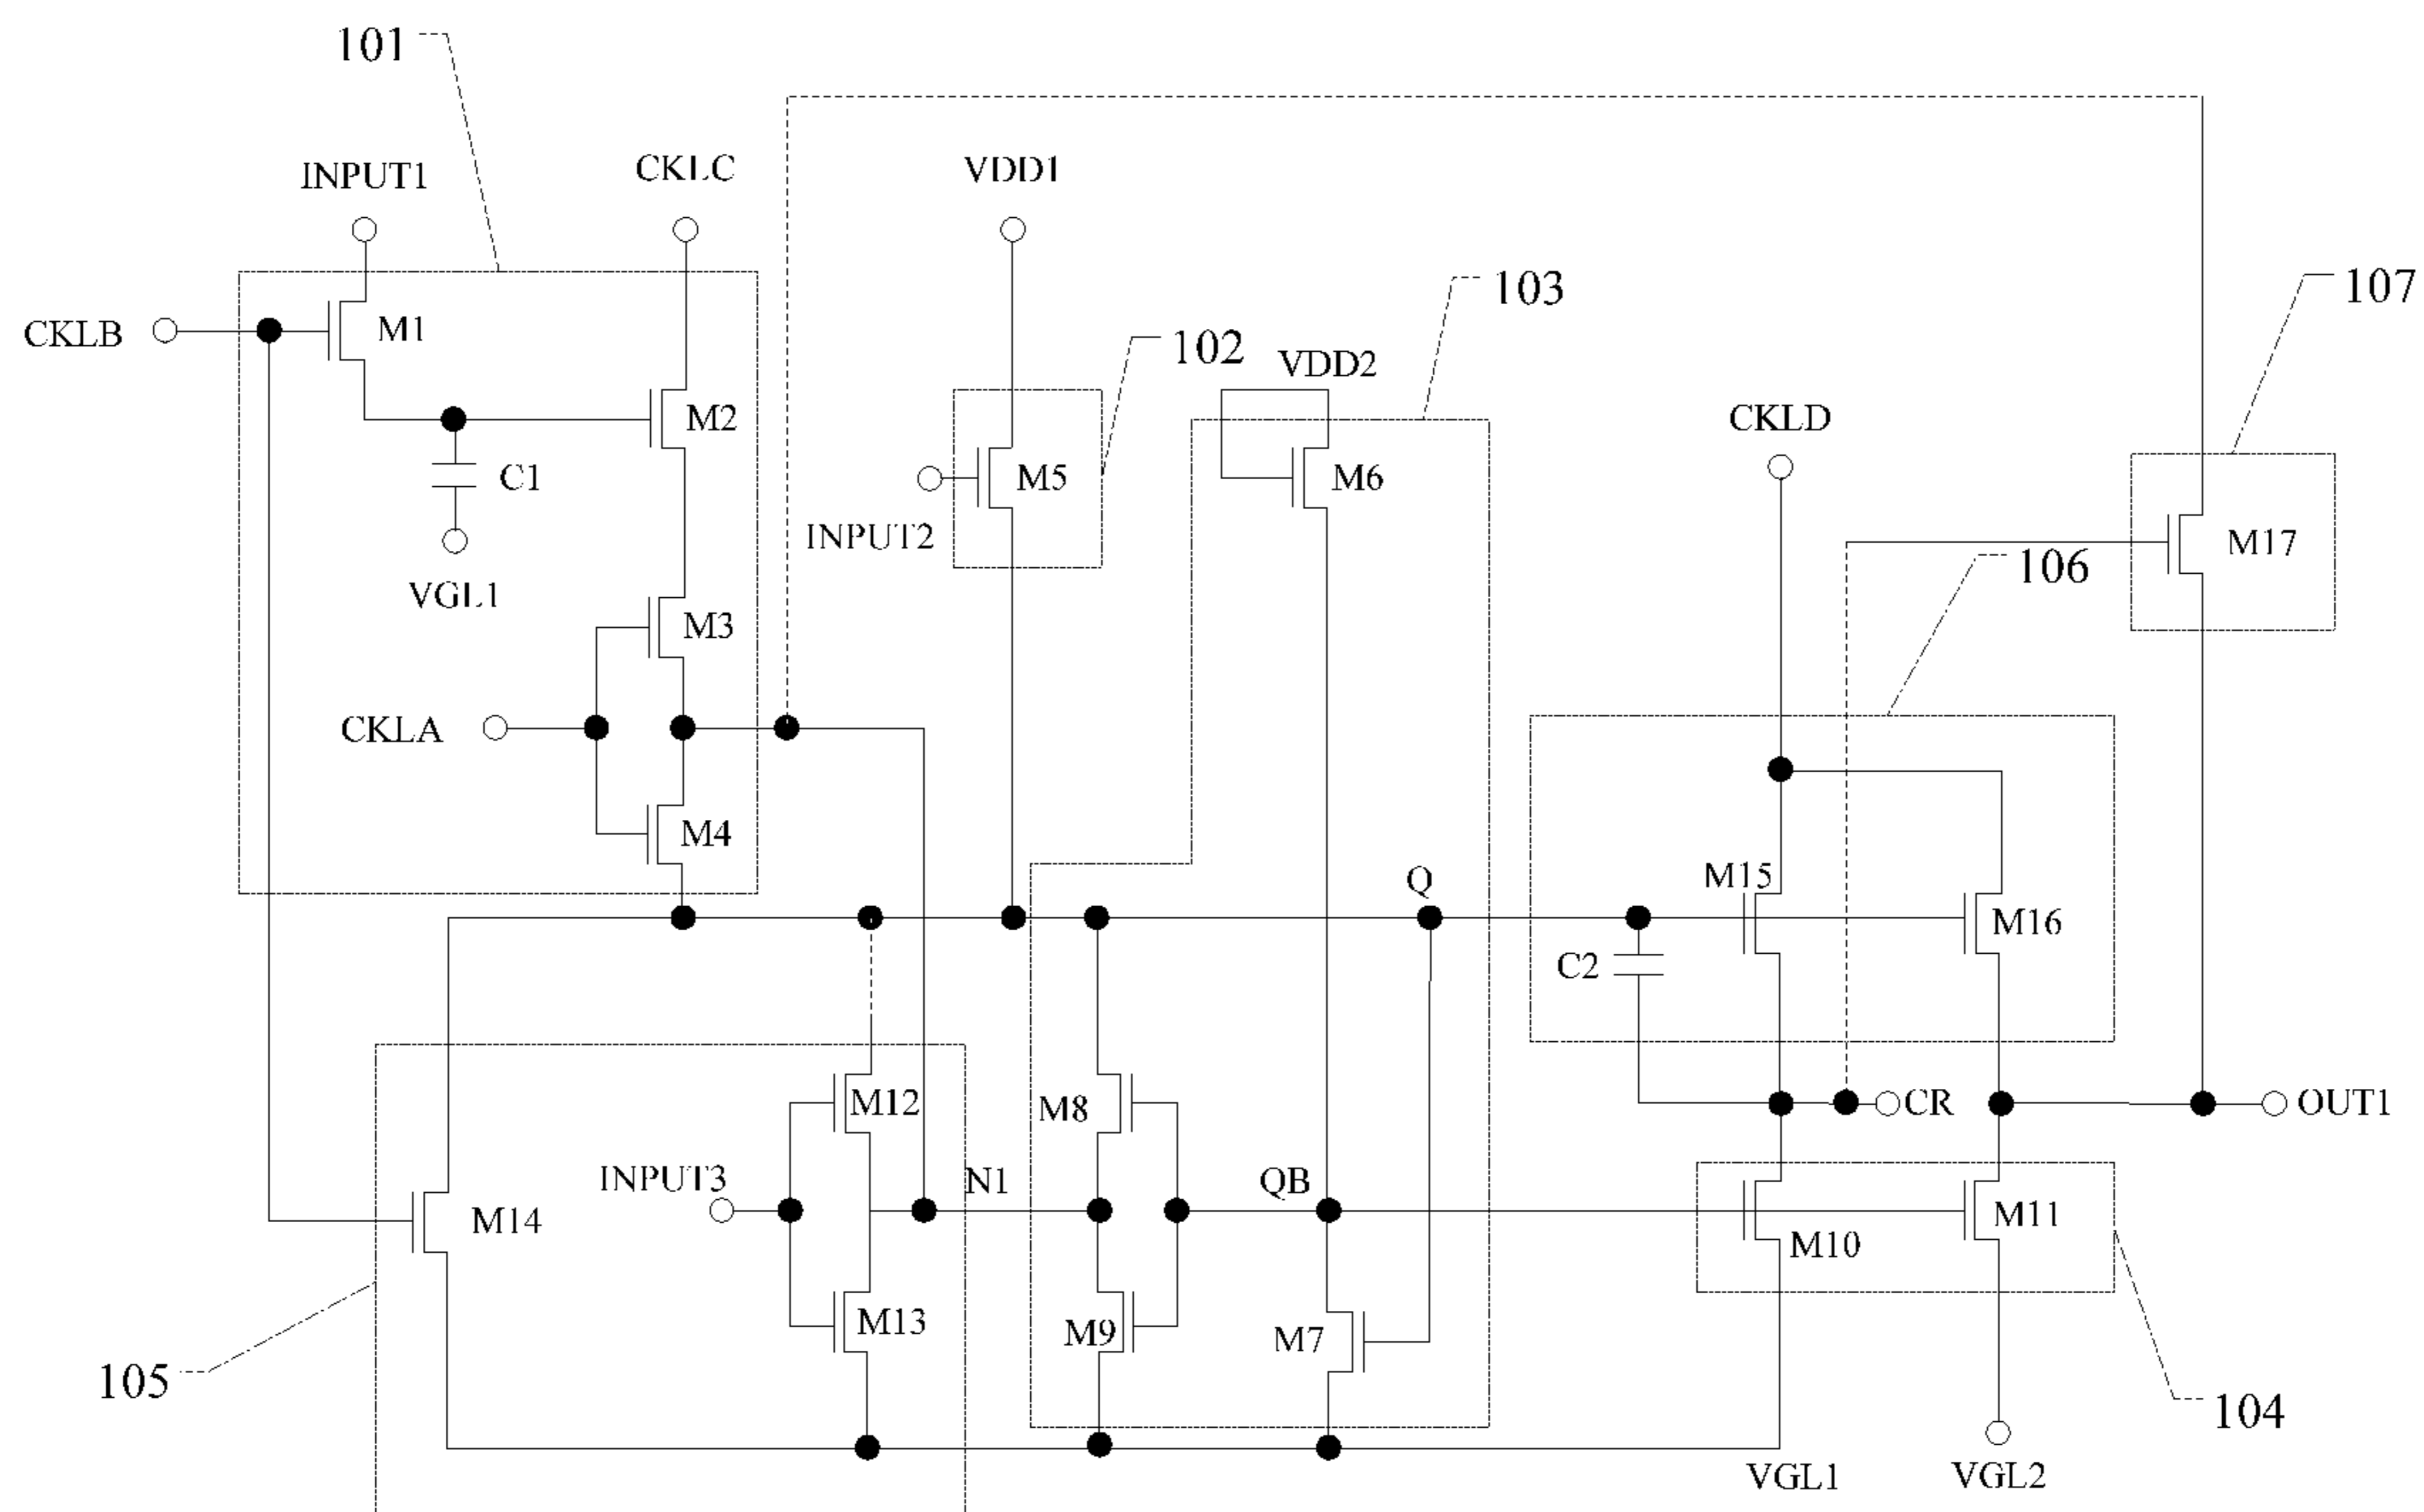 101
INPUT1
CKLC
VDD1
103
107
CKLB
M1
102
VDD2
M2
CKLD
C1
M5
M6
INPUT2
M17
VGL1
106
M3
CKLA
M4
Q
M15
M16
C2
M12
M8
CR
OUT1
INPUT3
N1
QB
M14
M11
M10
M13
M9
M7
105
104
VGL1
VGL2